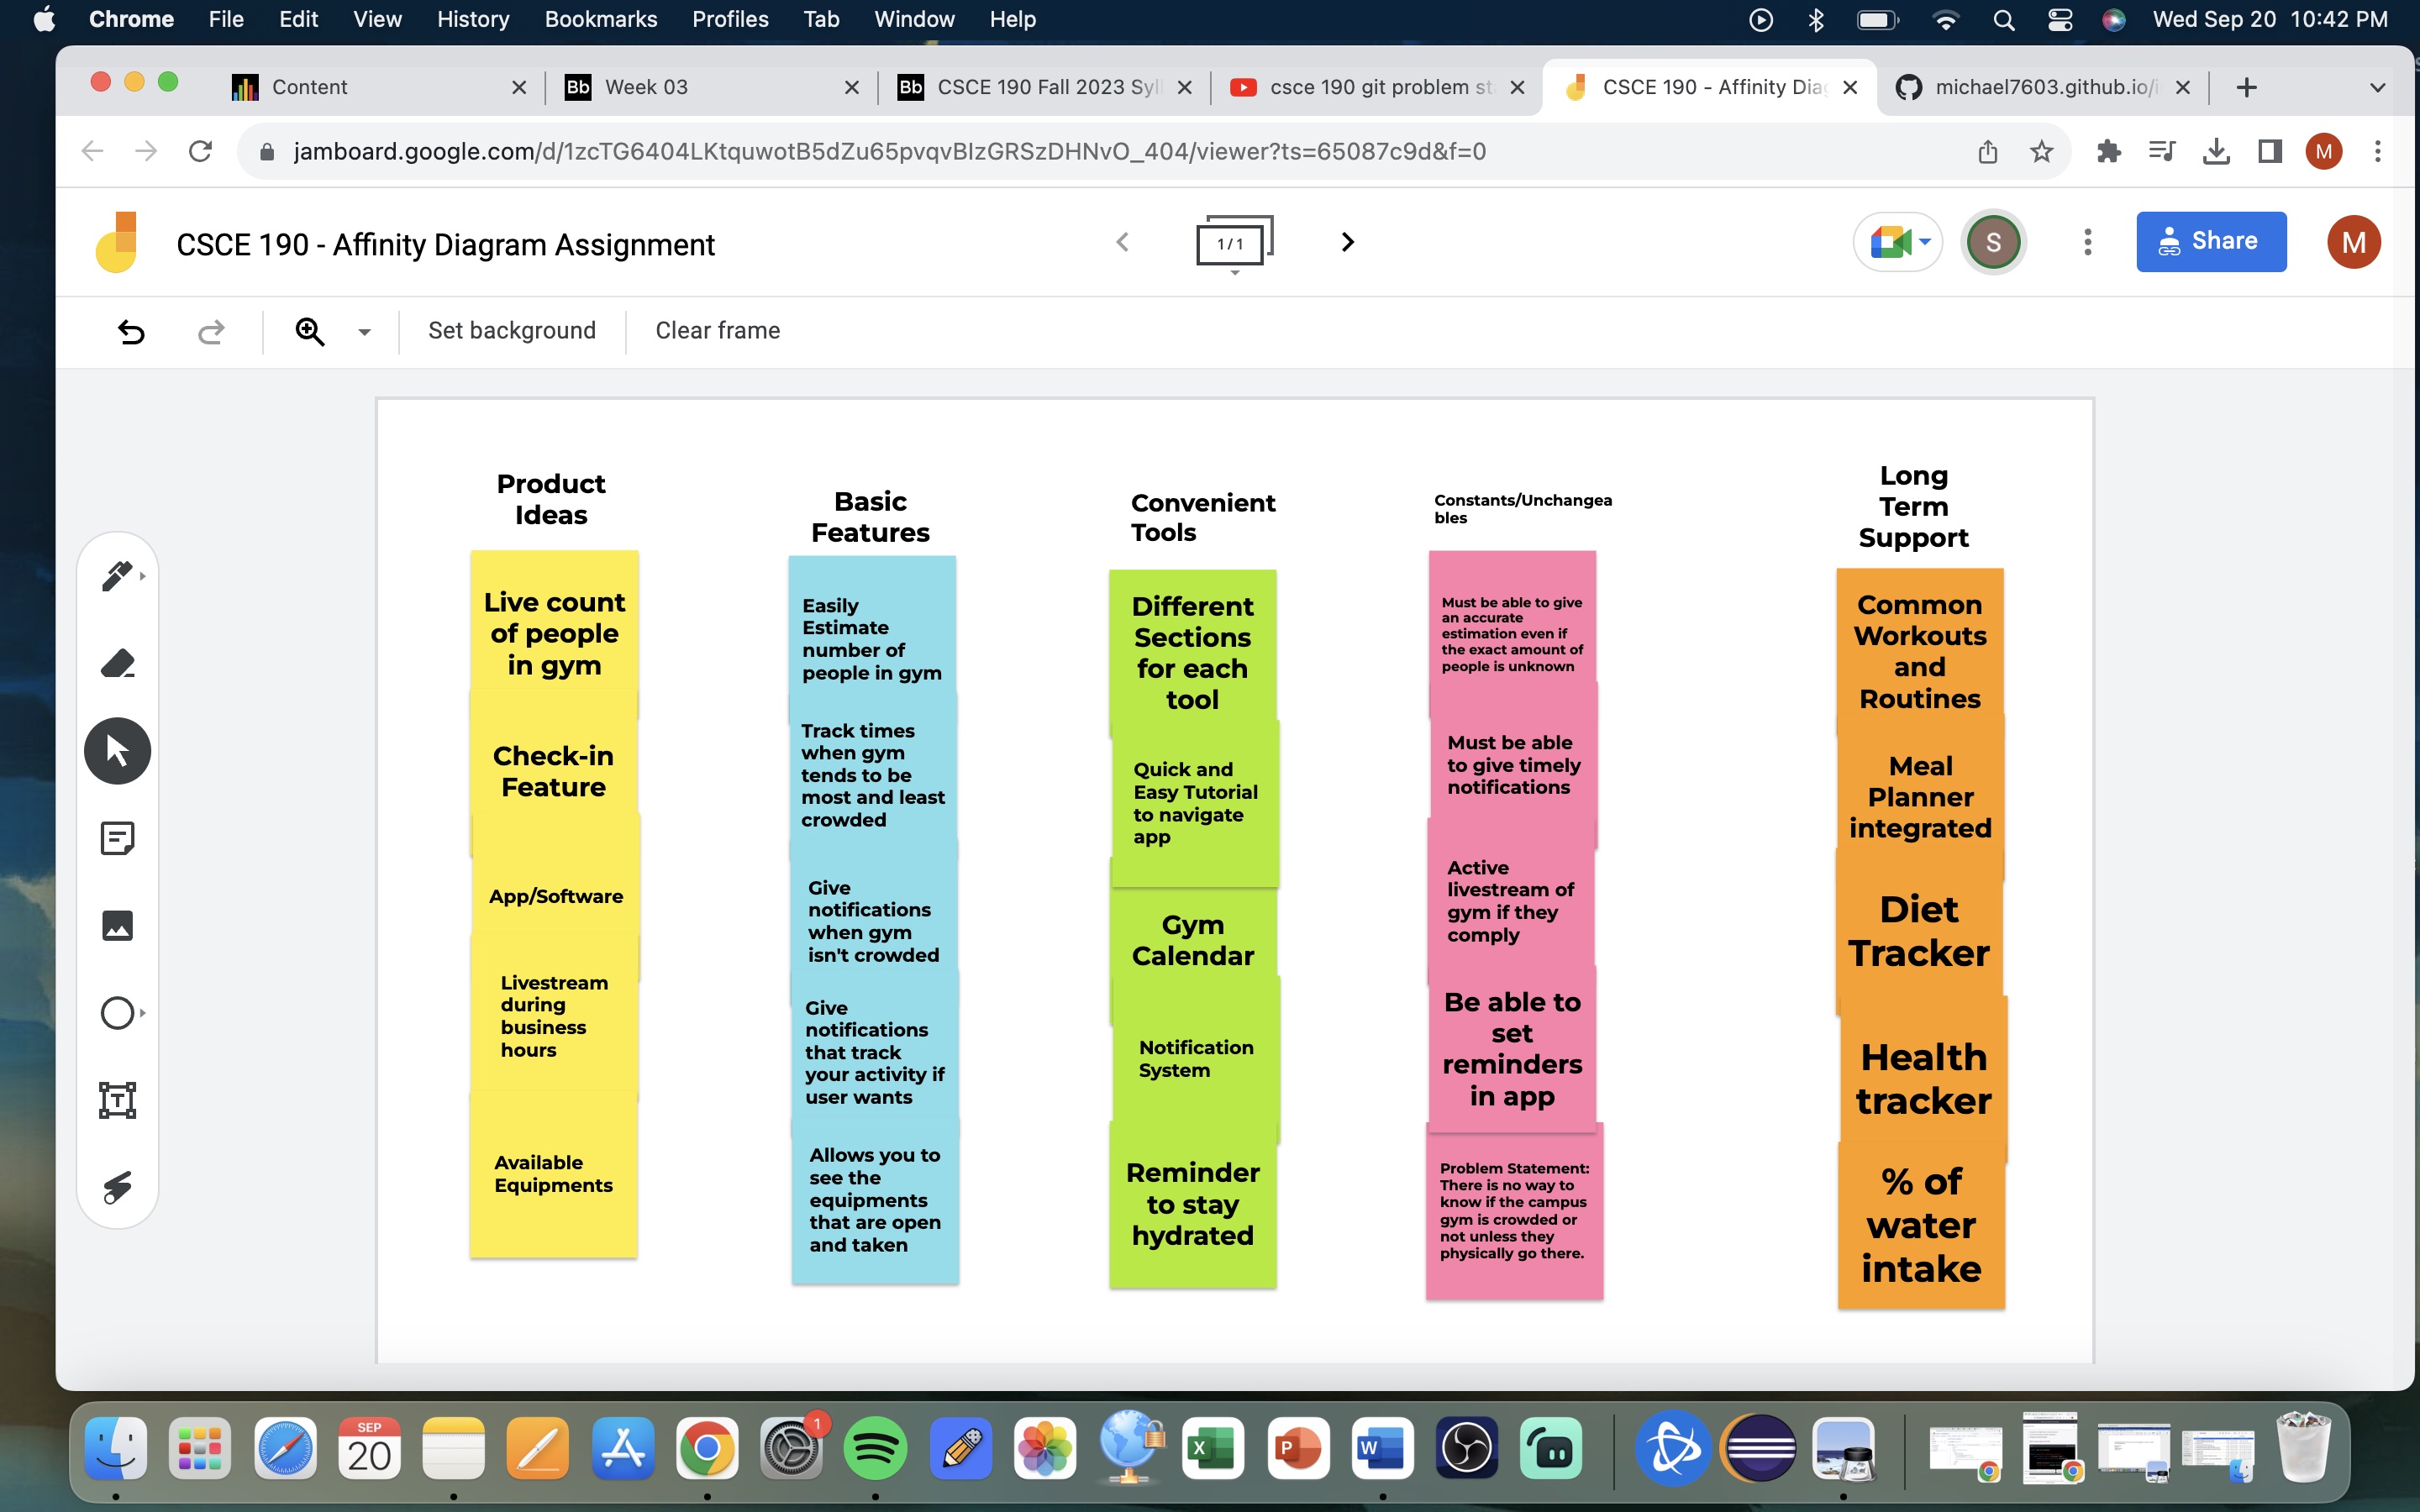 Chrome File Edit View History Bookmarks Profiles Tab Window Help Wed Sep 20 10:42 PM
Content
Bb Week 03
Bb CSCE 190 Fall 2023 Syl
csce 190 git problem st
CSCE 190 - Affinity Dia
michael7603.github.io/i
jamboard.google.com/d/1zcTG6404LKtquwotB5dZu65pvqvBIzGRSzDHNvO_404/viewer?ts=65087c9d&f=0
M
CSCE 190 - Affinity Diagram Assignment
1/1
S
Share
M
Set background
Clear frame
Product
Ideas
Live count
of people
in gym
Check-in
Feature
App/Software
Livestream
during
business
hours
Available
Equipments
Basic
Features
Easily
Estimate
number of
people in gym
Track times
when gym
tends to be
most and least
crowded
Give
notifications
when gym
isn't crowded
Give
notifications
that track
your activity if
user wants
Allows you to
see the
equipments
that are open
and taken
Convenient
Tools
Different
Sections
for each
tool
Quick and
Easy Tutorial
to navigate
app
Gym
Calendar
Notification
System
Reminder
to stay
hydrated
Constants/Unchangea
bles
Must be able to give
an accurate
estimation even if
the exact amount of
people is unknown
Must be able
to give timely
notifications
Active
livestream of
gym if they
comply
Be able to
set
reminders
in app
Problem Statement:
There is no way to
know if the campus
gym is crowded or
not unless they
physically go there.
Long
Term
Support
Common
Workouts
and
Routines
Meal
Planner
integrated
Diet
Tracker
Health
tracker
% of
water
intake
SEP
20
1
X
P
W